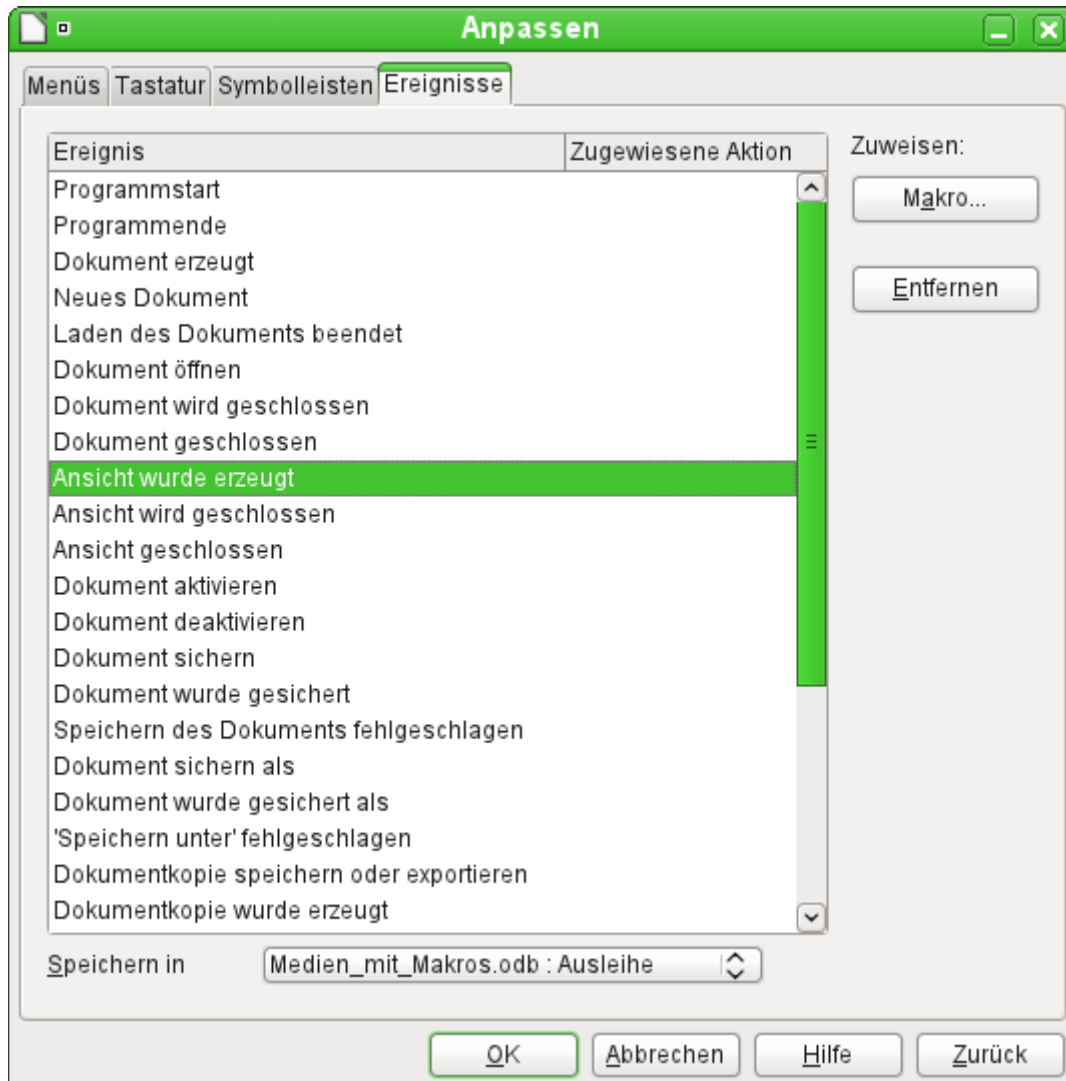 Anpassen
Menüs Tastatur Symbolleisten Ereignisse
Ereignis Zugewiesene Aktion
Zuweisen:
Programmstart
Makro...
Programmende
Dokument erzeugt
Entfernen
Neues Dokument
Laden des Dokuments beendet
Dokument öffnen
Dokument wird geschlossen
Dokument geschlossen
Ansicht wurde erzeugt
Ansicht wird geschlossen
Ansicht geschlossen
Dokument aktivieren
Dokument deaktivieren
Dokument sichern
Dokument wurde gesichert
Speichern des Dokuments fehlgeschlagen
Dokument sichern als
Dokument wurde gesichert als
'Speichern unter' fehlgeschlagen
Dokumentkopie speichern oder exportieren
Dokumentkopie wurde erzeugt
Speichern in Medien_mit_Makros.odb : Ausleihe
OK Abbrechen Hilfe Zurück